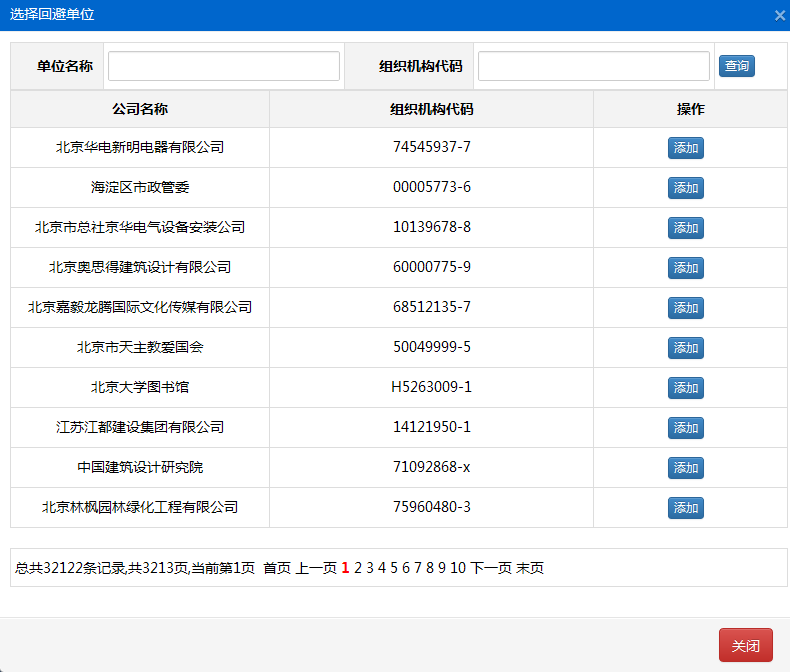 选择回避单位 ×
单位名称 组织机构代码 查询
公司名称 组织机构代码 操作
北京华电新明电器有限公司 74545937-7 添加
海淀区市政管委 00005773-6 添加
北京市总社京华电气设备安装公司 10139678-8 添加
北京奥思得建筑设计有限公司 60000775-9 添加
北京嘉毅龙腾国际文化传媒有限公司 68512135-7 添加
北京市天主教爱国会 50049999-5 添加
北京大学图书馆 H5263009-1 添加
江苏江都建设集团有限公司 14121950-1 添加
中国建筑设计研究院 71092868-x 添加
北京林枫园林绿化工程有限公司 75960480-3 添加
总共32122条记录,共3213页,当前第1页 首页 上一页 1 2 3 4 5 6 7 8 9 10 下一页 末页
关闭